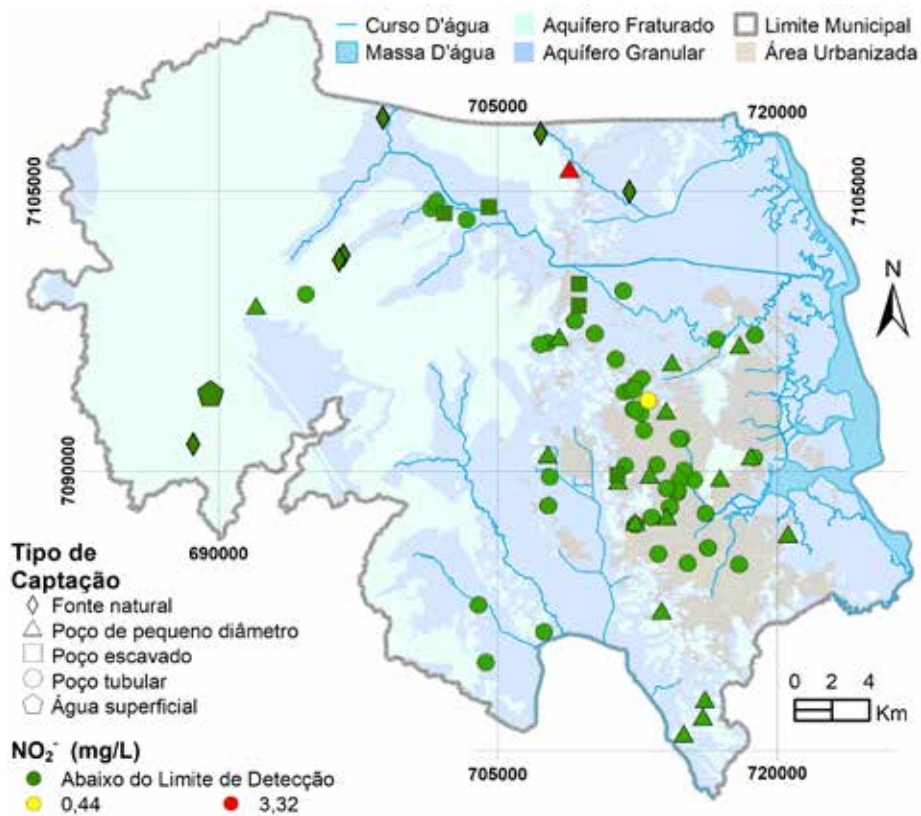 Curso D'água
Aquífero Fraturado
Limite Municipal
Massa D'água
Aquífero Granular
Área Urbanizada
705000
720000
7105000
7105000
N
7090000
7090000
690000
Tipo de
Captação
Fonte natural
Poço de pequeno diâmetro
Poço escavado
Poço tubular
Água superficial
0 2 4
Km
NO₂⁻ (mg/L)
Abaixo do Limite de Detecção
0,44
3,32
705000
720000